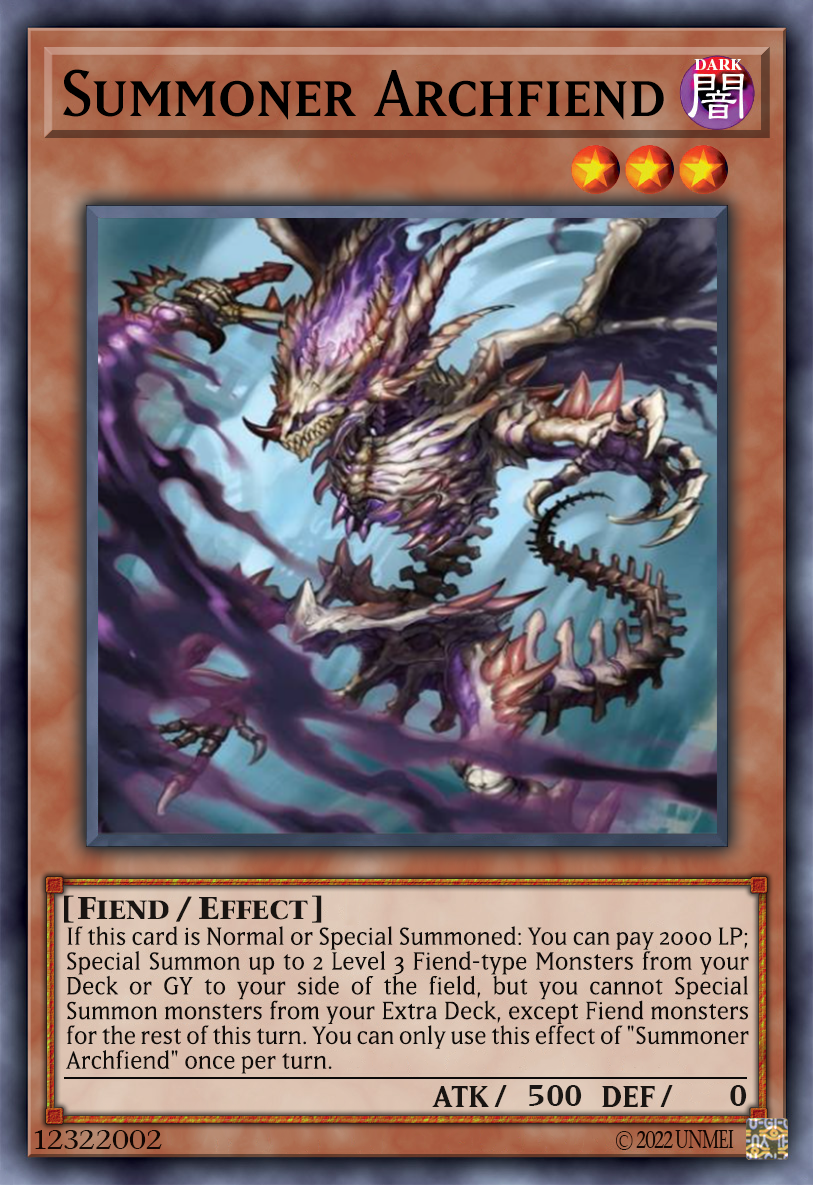 Summoner Archfiend
DARK
闇
[Fiend / Effect]
If this card is Normal or Special Summoned: You can pay 2000 LP;
Special Summon up to 2 Level 3 Fiend-type Monsters from your
Deck or GY to your side of the field, but you cannot Special
Summon monsters from your Extra Deck, except Fiend monsters
for the rest of this turn. You can only use this effect of "Summoner
Archfiend" once per turn.
ATK / 500 DEF / 0
12322002 ©2022 UNMEI